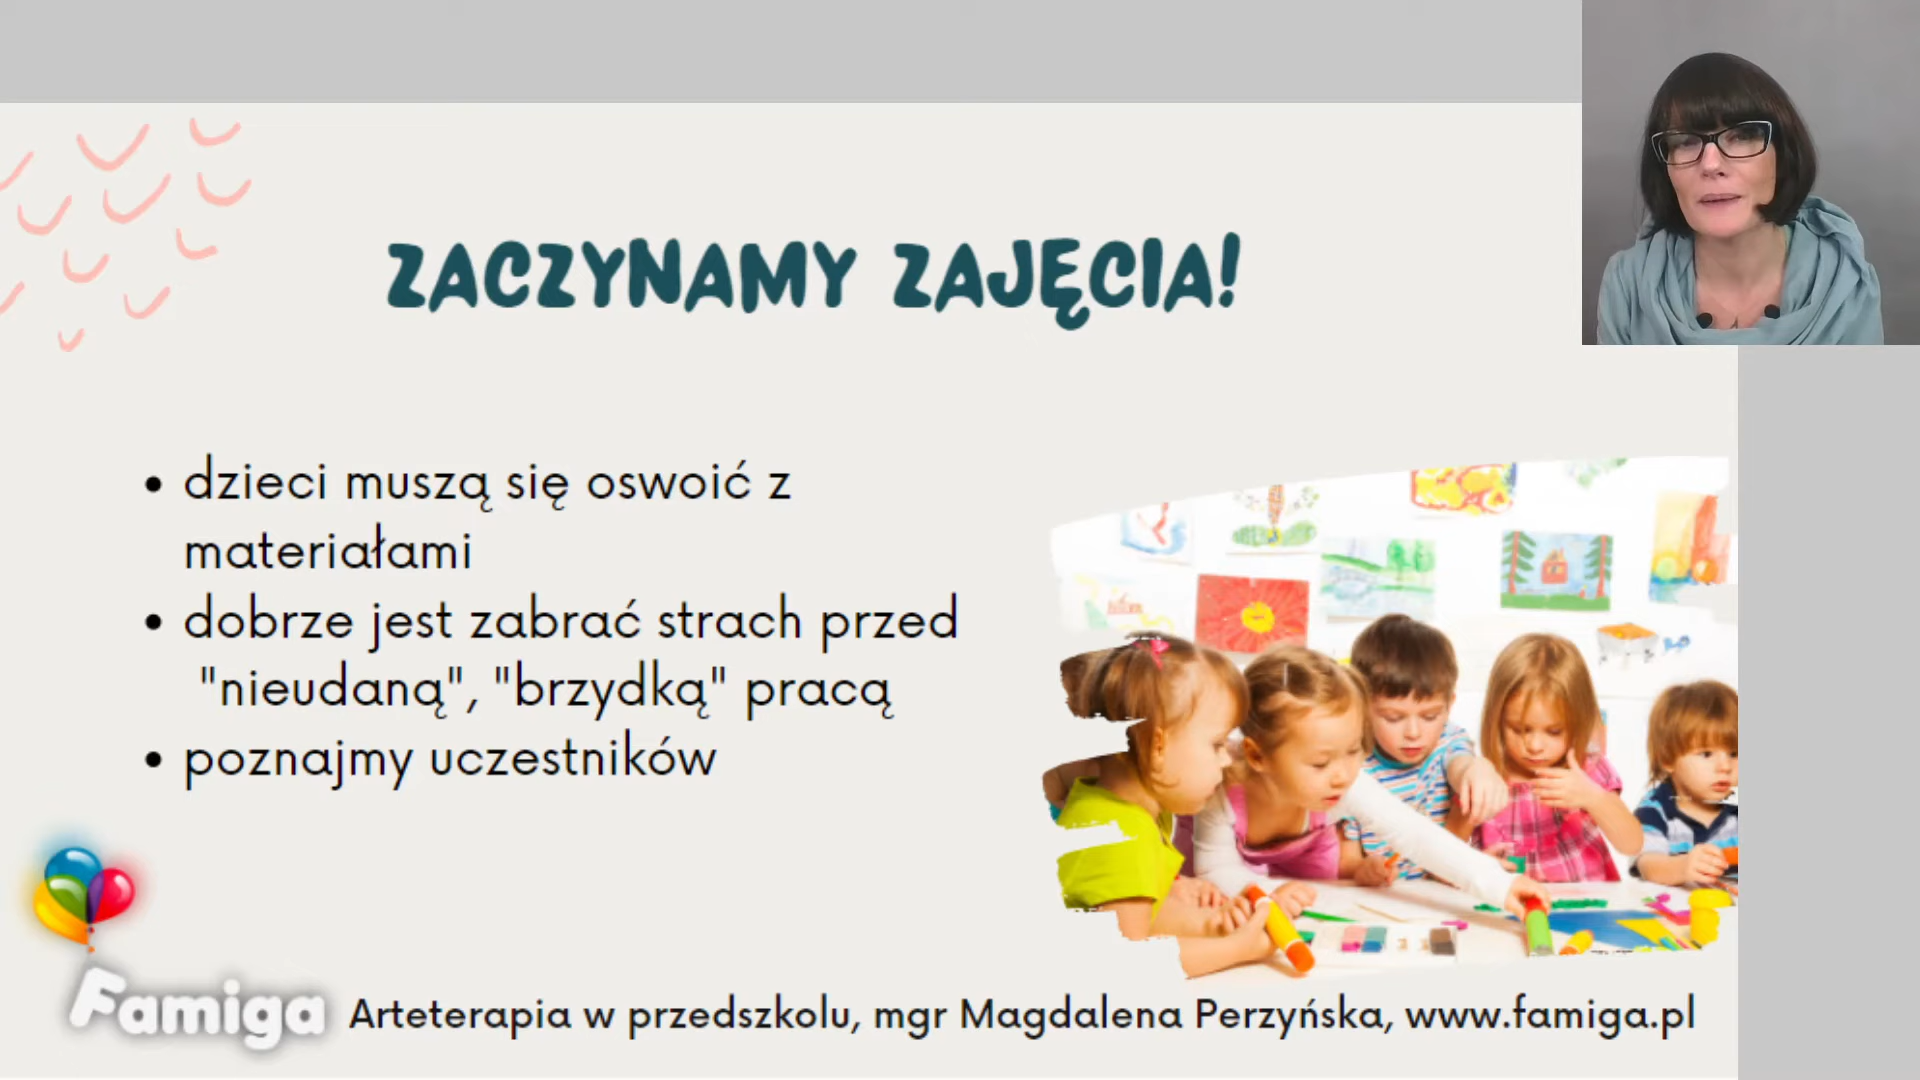 ZACZYNAMY ZAJĘCIA!
• dzieci muszą się oswoić z
materiałami
• dobrze jest zabrać strach przed
"nieudaną", "brzydką" pracą
• poznajmy uczestników
Famiga
Arteterapia w przedszkolu, mgr Magdalena Perzyńska, www.famiga.pl